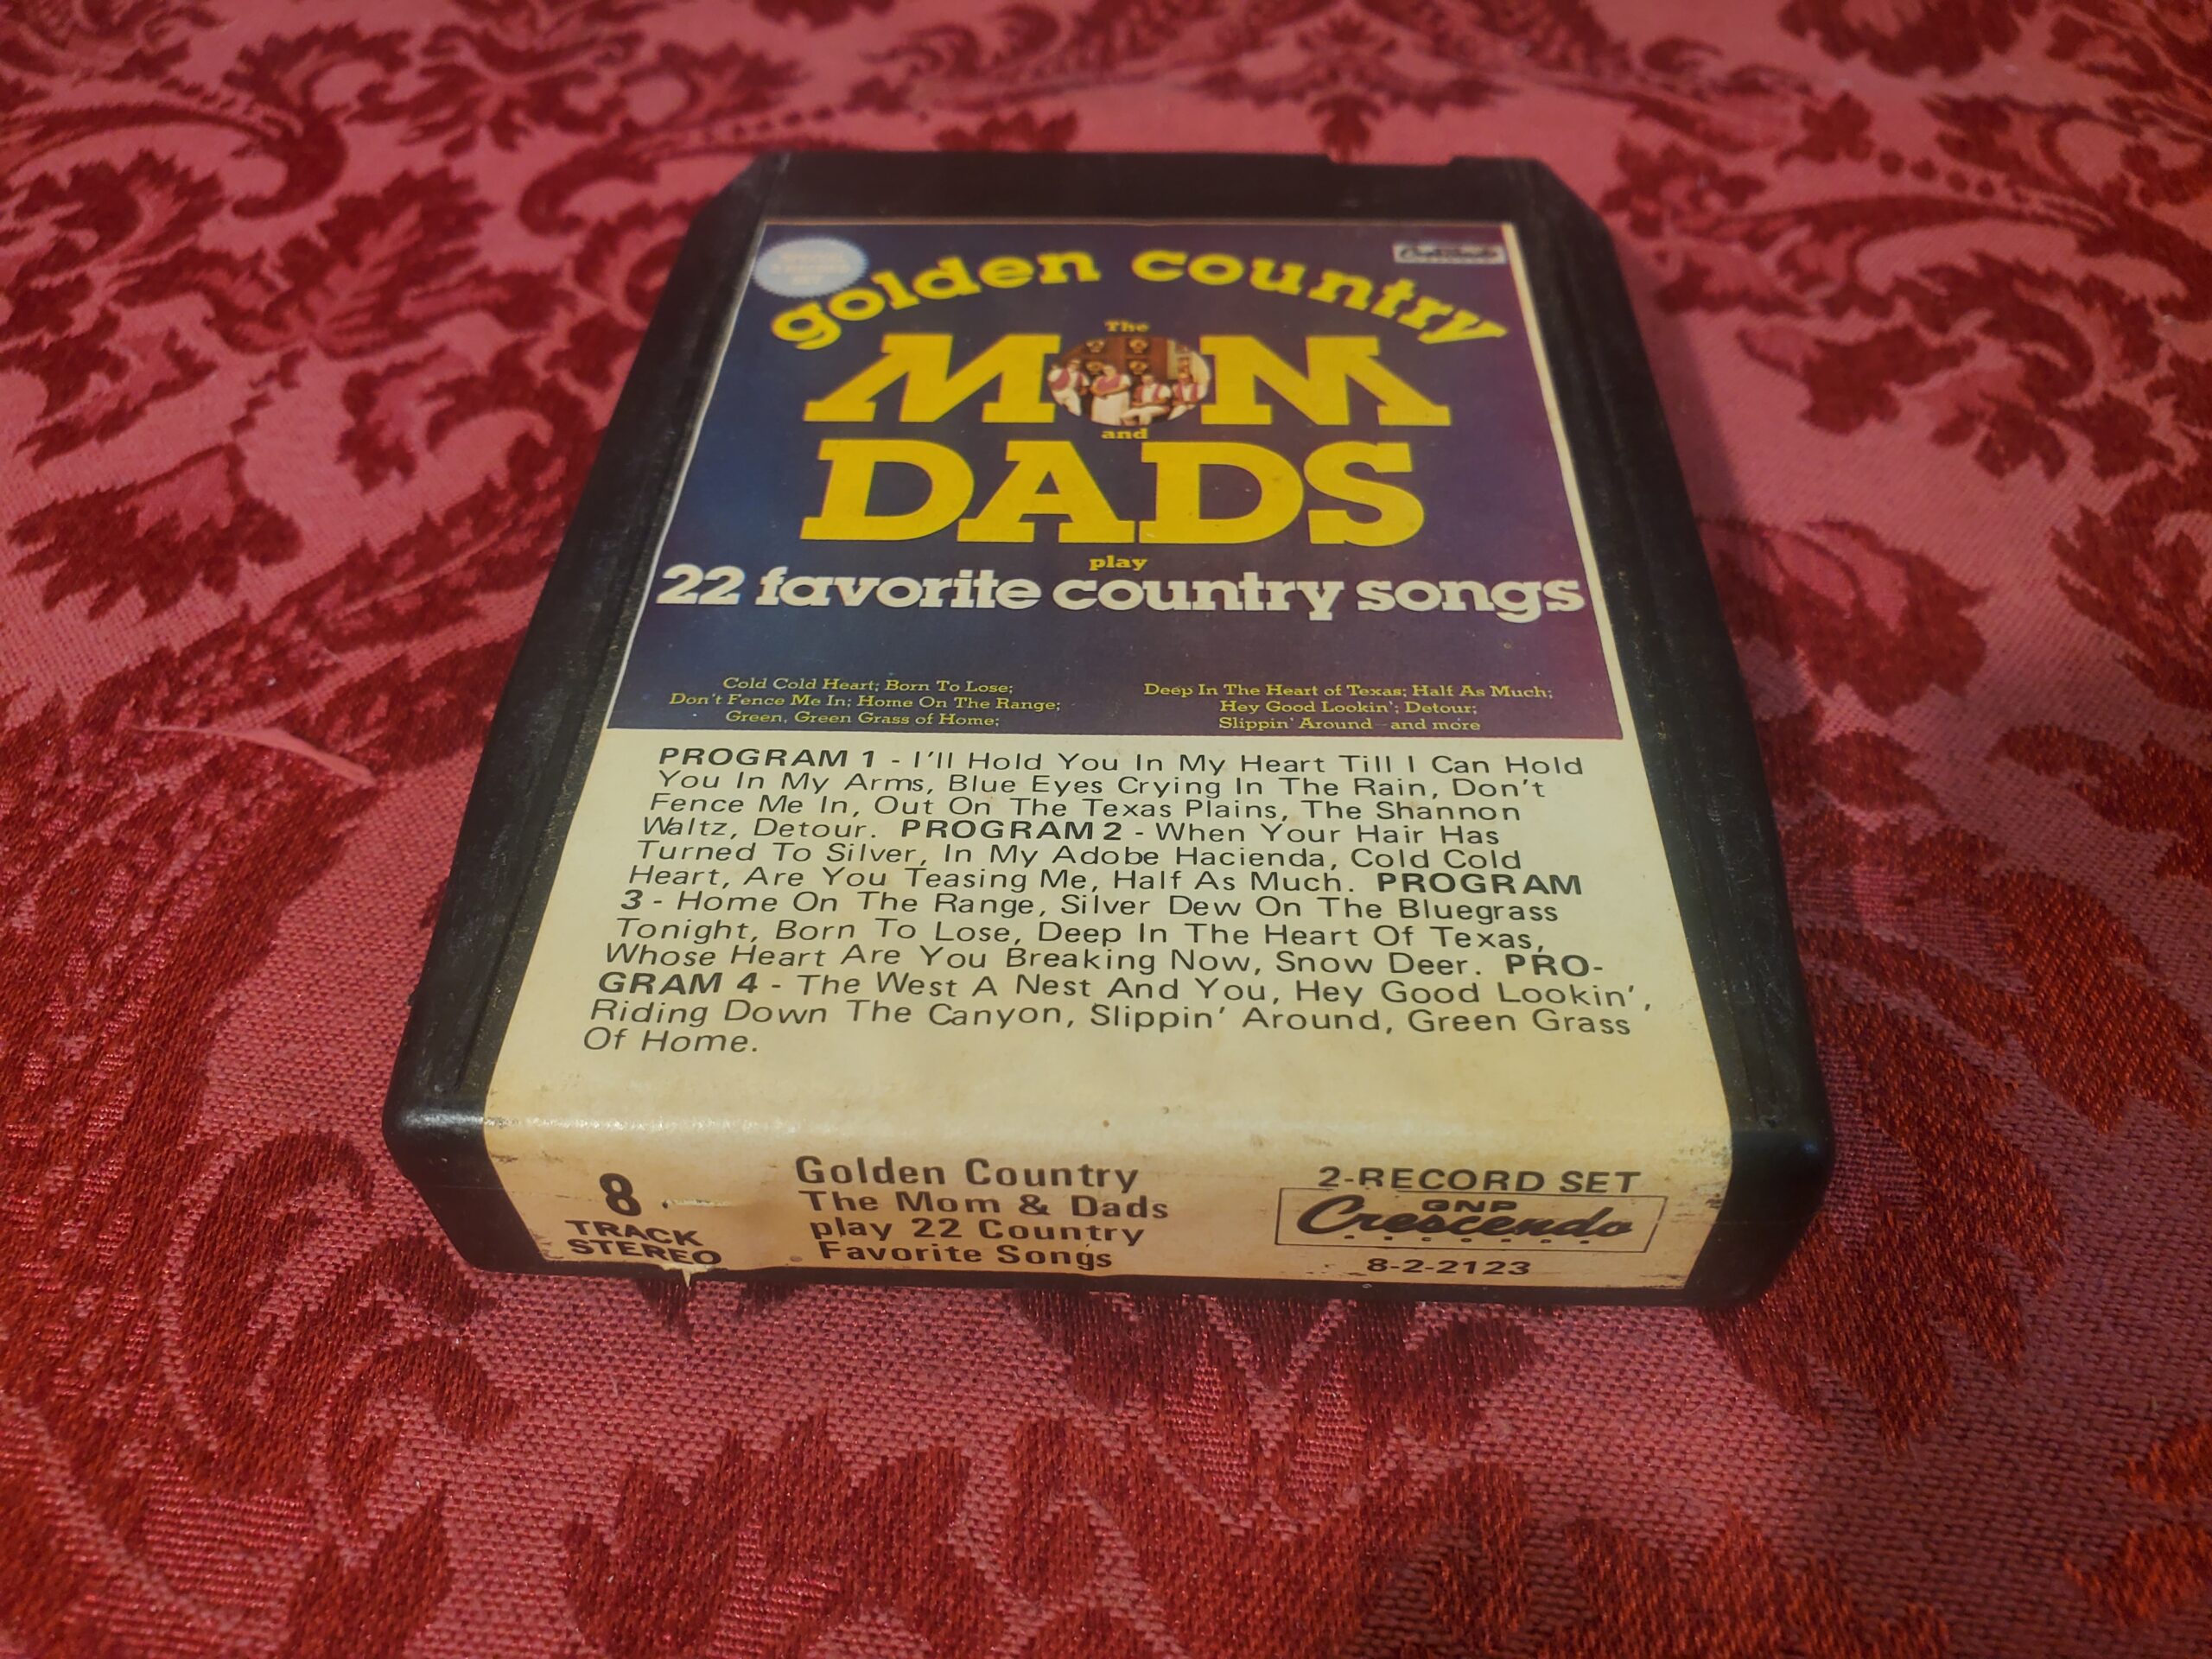 golden country
The
MOM
and
DADS
play
22 favorite country songs
Cold Cold Heart; Born To Lose;
Don't Fence Me In; Home On The Range;
Green, Green Grass of Home;
Deep In The Heart of Texas; Half As Much;
Hey Good Lookin'; Detour;
Slippin' Around and more
PROGRAM 1 - I'll Hold You In My Heart Till I Can Hold
You In My Arms, Blue Eyes Crying In The Rain, Don't
Fence Me In, Out On The Texas Plains, The Shannon
Waltz, Detour. PROGRAM 2 - When Your Hair Has
Turned To Silver, In My Adobe Hacienda, Cold Cold
Heart, Are You Teasing Me, Half As Much. PROGRAM
3 - Home On The Range, Silver Dew On The Bluegrass
Tonight, Born To Lose, Deep In The Heart Of Texas,
Whose Heart Are You Breaking Now, Snow Deer. PRO-
GRAM 4 - The West A Nest And You, Hey Good Lookin',
Riding Down The Canyon, Slippin' Around, Green Grass
Of Home.
8
TRACK
STEREO
Golden Country
The Mom & Dads
play 22 Country
Favorite Songs
2-RECORD SET
GNP
Crescendo
RECORDS
8-2-2123